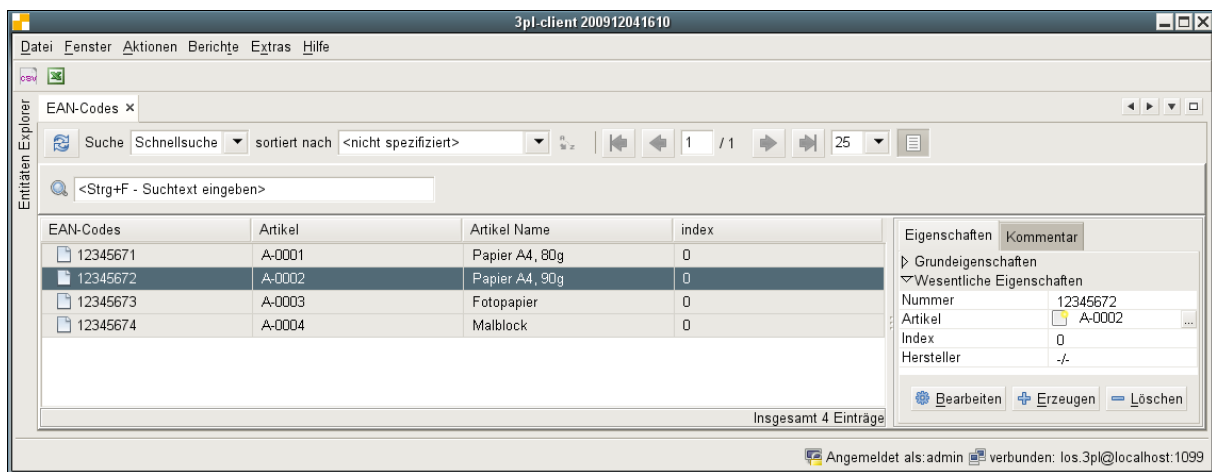 3pl-client 200912041610
Datei Fenster Aktionen Berichte Extras Hilfe
csv
Entitäten Explorer
EAN-Codes
Suche Schnellsuche sortiert nach <nicht spezifiziert> 1 / 1 25
<Strg+F - Suchtext eingeben>
EAN-Codes Artikel Artikel Name index
12345671 A-0001 Papier A4, 80g 0
12345672 A-0002 Papier A4, 90g 0
12345673 A-0003 Fotopapier 0
12345674 A-0004 Malblock 0
Insgesamt 4 Einträge
Eigenschaften Kommentar
Grundeigenschaften
Wesentliche Eigenschaften
Nummer 12345672
Artikel A-0002 ...
Index 0
Hersteller -/-
Bearbeiten Erzeugen Löschen
Angemeldet als:admin verbunden: los.3pl@localhost:1099